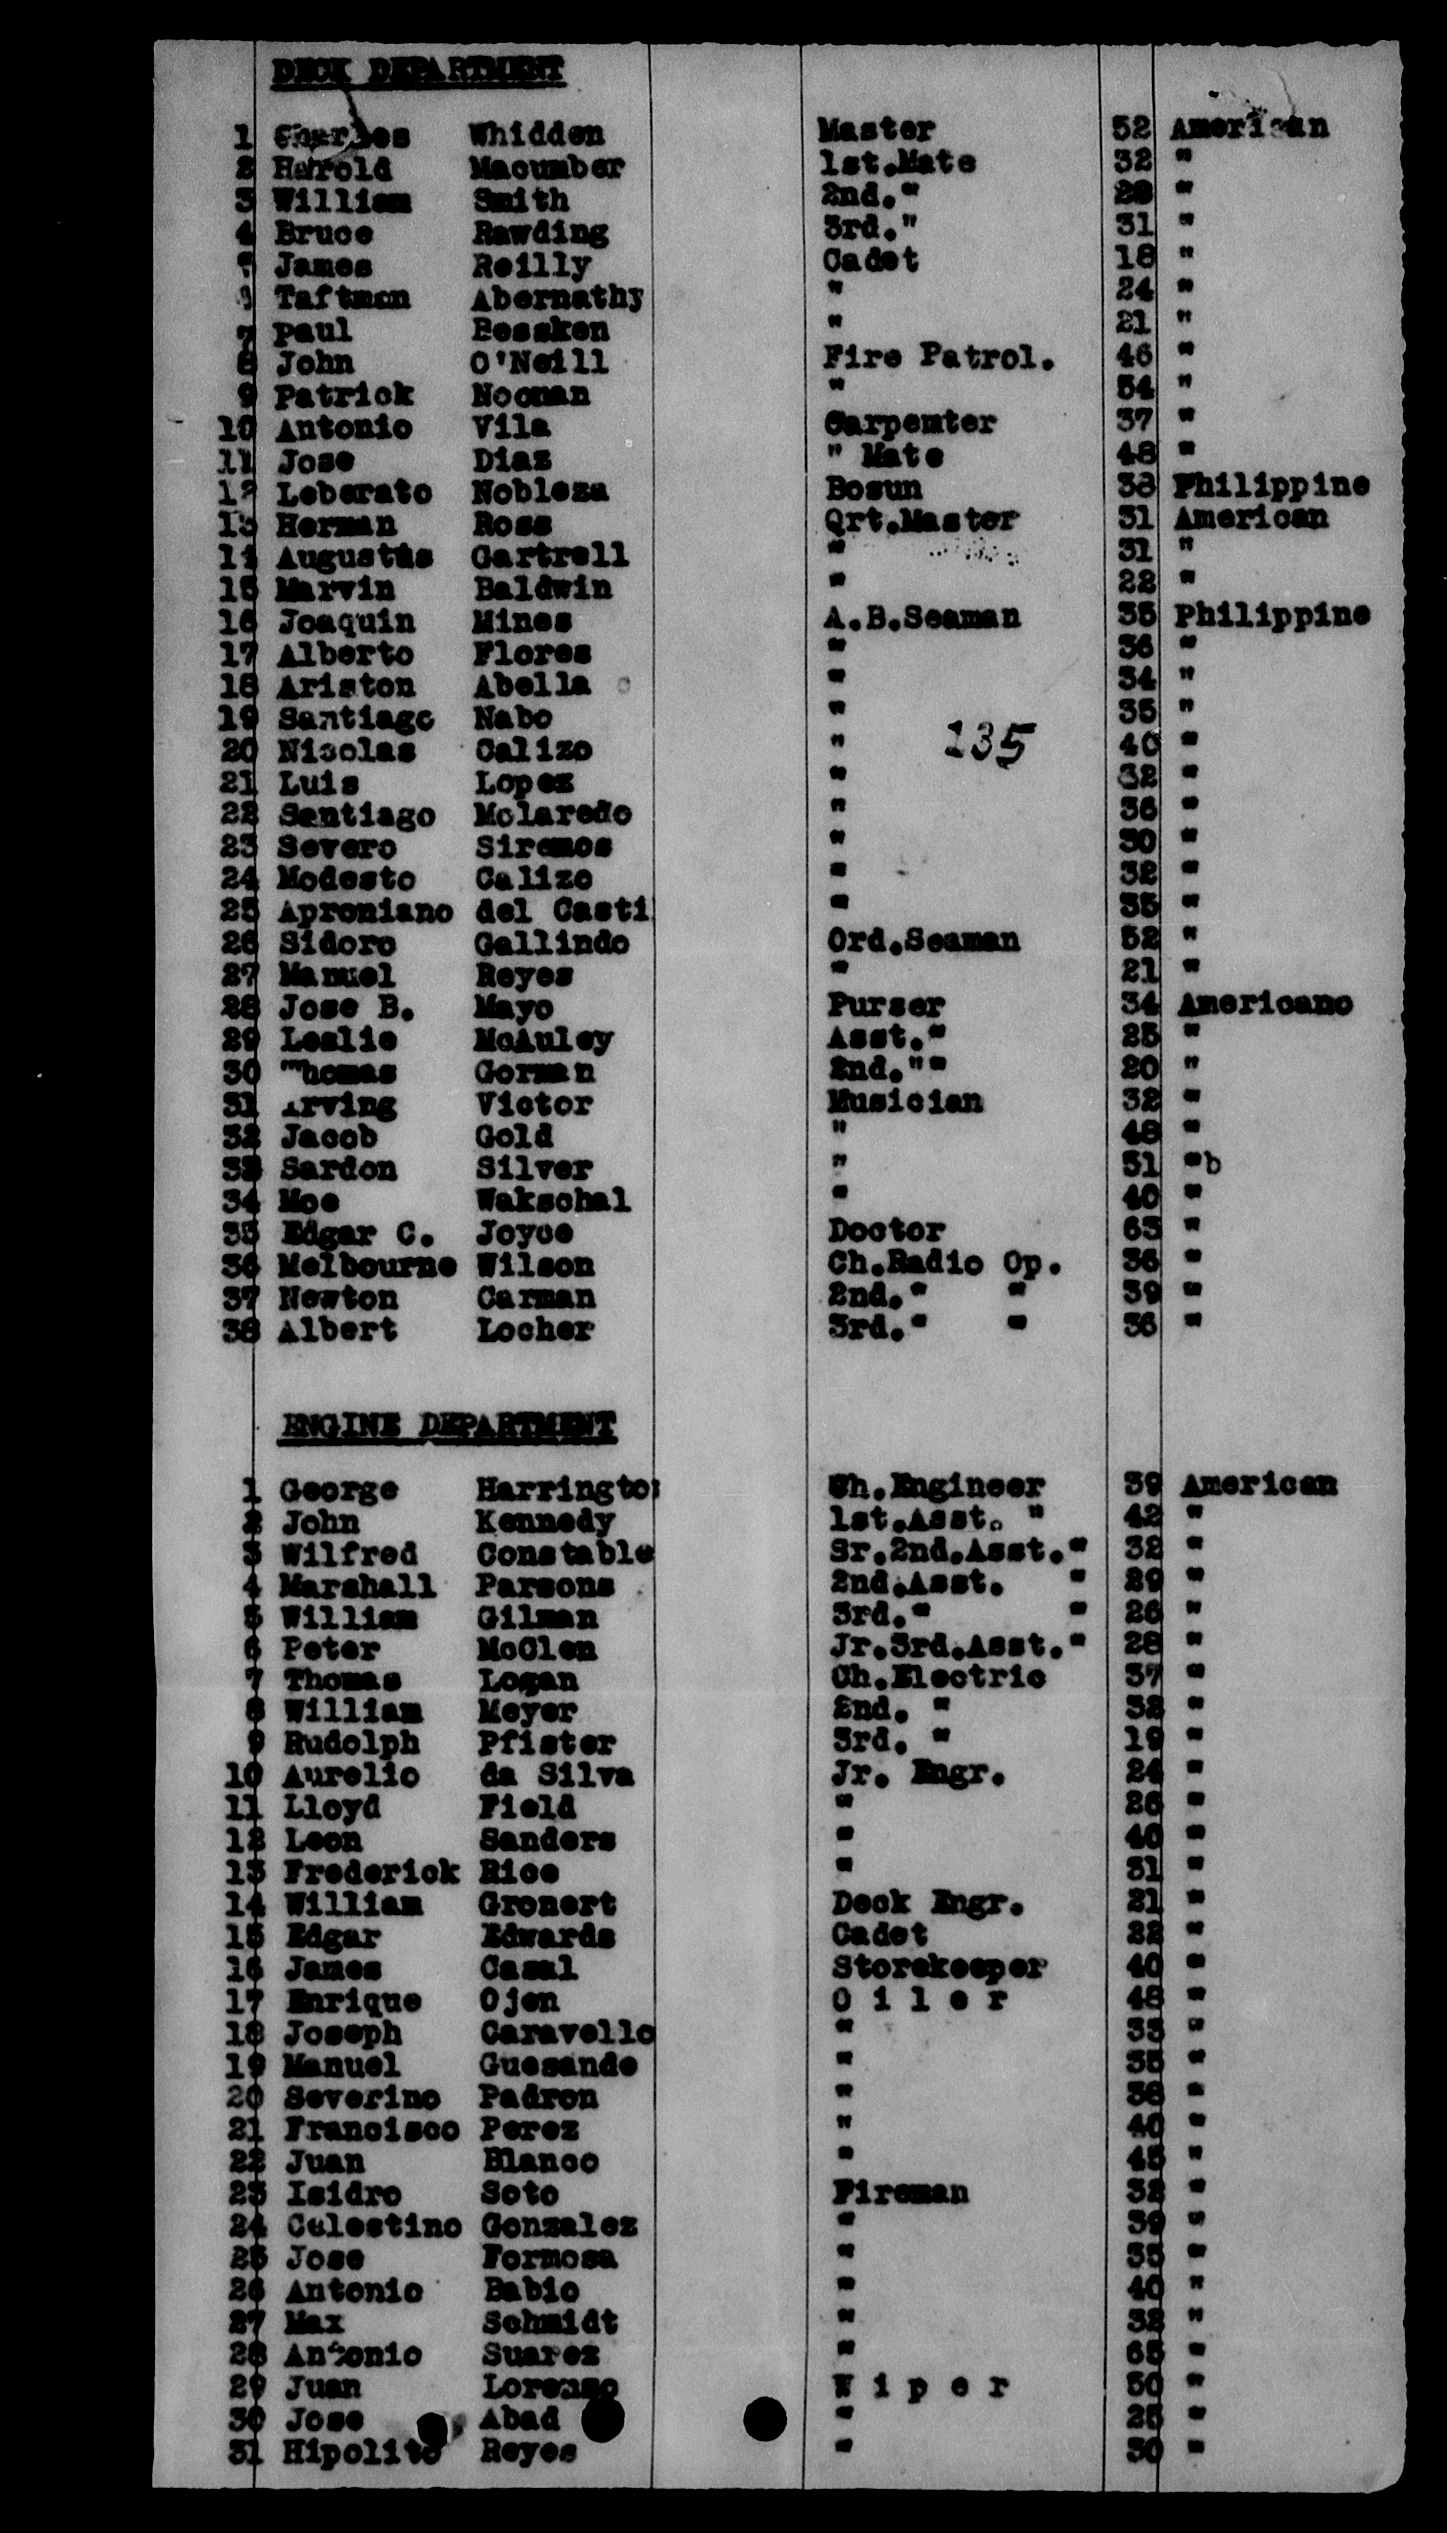 DECK DEPARTMENT
1 Charles Whidden Master 52 American
2 Harold Macumber 1st.Mate 32 "
3 William Smith 2nd." "
4 Bruce Rawding 3rd." 31 "
James Reilly Cadet 18 "
Taftman Abernathy " 24 "
7 Paul Bessken " 21 "
8 John O'Neill Fire Patrol. 46 "
9 Patrick Noonan " 54 "
10 Antonio Vila Carpenter 37 "
11 Jose Diaz " Mate 48 "
12 Leberato Nobleza Bosun 38 Philippine
13 Herman Ross Qrt.Master 31 American
14 Augustus Gartrell " 31 "
15 Marvin Baldwin " 22 "
16 Joaquin Mines A.B.Seaman 35 Philippine
17 Alberto Flores " 36 "
18 Ariston Abella " 34 "
19 Santiago Nabo " 35 "
20 Nicolas Calizo " 135 40 "
21 Luis Lopez " 32 "
22 Santiago Molaredo " 36 "
23 Severo Siremos " 30 "
24 Modesto Calizo " 32 "
25 Aproniano del Casti " 35 "
26 Sidoro Gallindo Ord.Seaman 52 "
27 Manuel Reyes " 21 "
28 Jose B. Mayo Purser 34 Americano
29 Leslie McAuley Asst." 25 "
30 Thomas Gorman 2nd."" 20 "
31 Irving Victor Musician 32 "
32 Jacob Gold " 48 "
33 Sardon Silver " 51 "b
34 Moe Wakschal " 40 "
35 Edgar C. Joyce Doctor 63 "
36 Melbourne Wilson Ch.Radio Op. 36 "
37 Newton Carman 2nd." " 39 "
38 Albert Locher 3rd." " 36 "
ENGINE DEPARTMENT
1 George Harringto Ch.Engineer 39 American
2 John Kennedy 1st.Asst. " 42 "
3 Wilfred Constable Sr.2nd.Asst." 32 "
4 Marshall Parsons 2nd.Asst. " 29 "
5 William Gilman 3rd." " 26 "
6 Peter McGlen Jr.3rd.Asst." 28 "
7 Thomas Logan Ch.Electric 37 "
8 William Meyer 2nd. " 32 "
9 Rudolph Pfister 3rd. " 19 "
10 Aurelio da Silva Jr. Engr. 24 "
11 Lloyd Field " 26 "
12 Leon Sanders " 40 "
13 Frederick Rice " 31 "
14 William Gronert Deck Engr. 21 "
15 Edgar Edwards Cadet 22 "
16 James Casal Storekeeper 40 "
17 Enrique Ojen O i l e r 48 "
18 Joseph Caravello " 33 "
19 Manuel Guesande " 35 "
20 Severino Padron " 38 "
21 Francisco Perez " 40 "
22 Juan Blanco " 45 "
23 Isidro Soto Fireman 32 "
24 Celestino Gonzalez " 39 "
25 Jose Formosa " 35 "
26 Antonio Babio " 40 "
27 Max Schmidt " 32 "
28 Antonio Suarez " 65 "
29 Juan Lorenzo W i p e r 50 "
30 Jose Abad " 25 "
31 Hipolito Reyes " 30 "